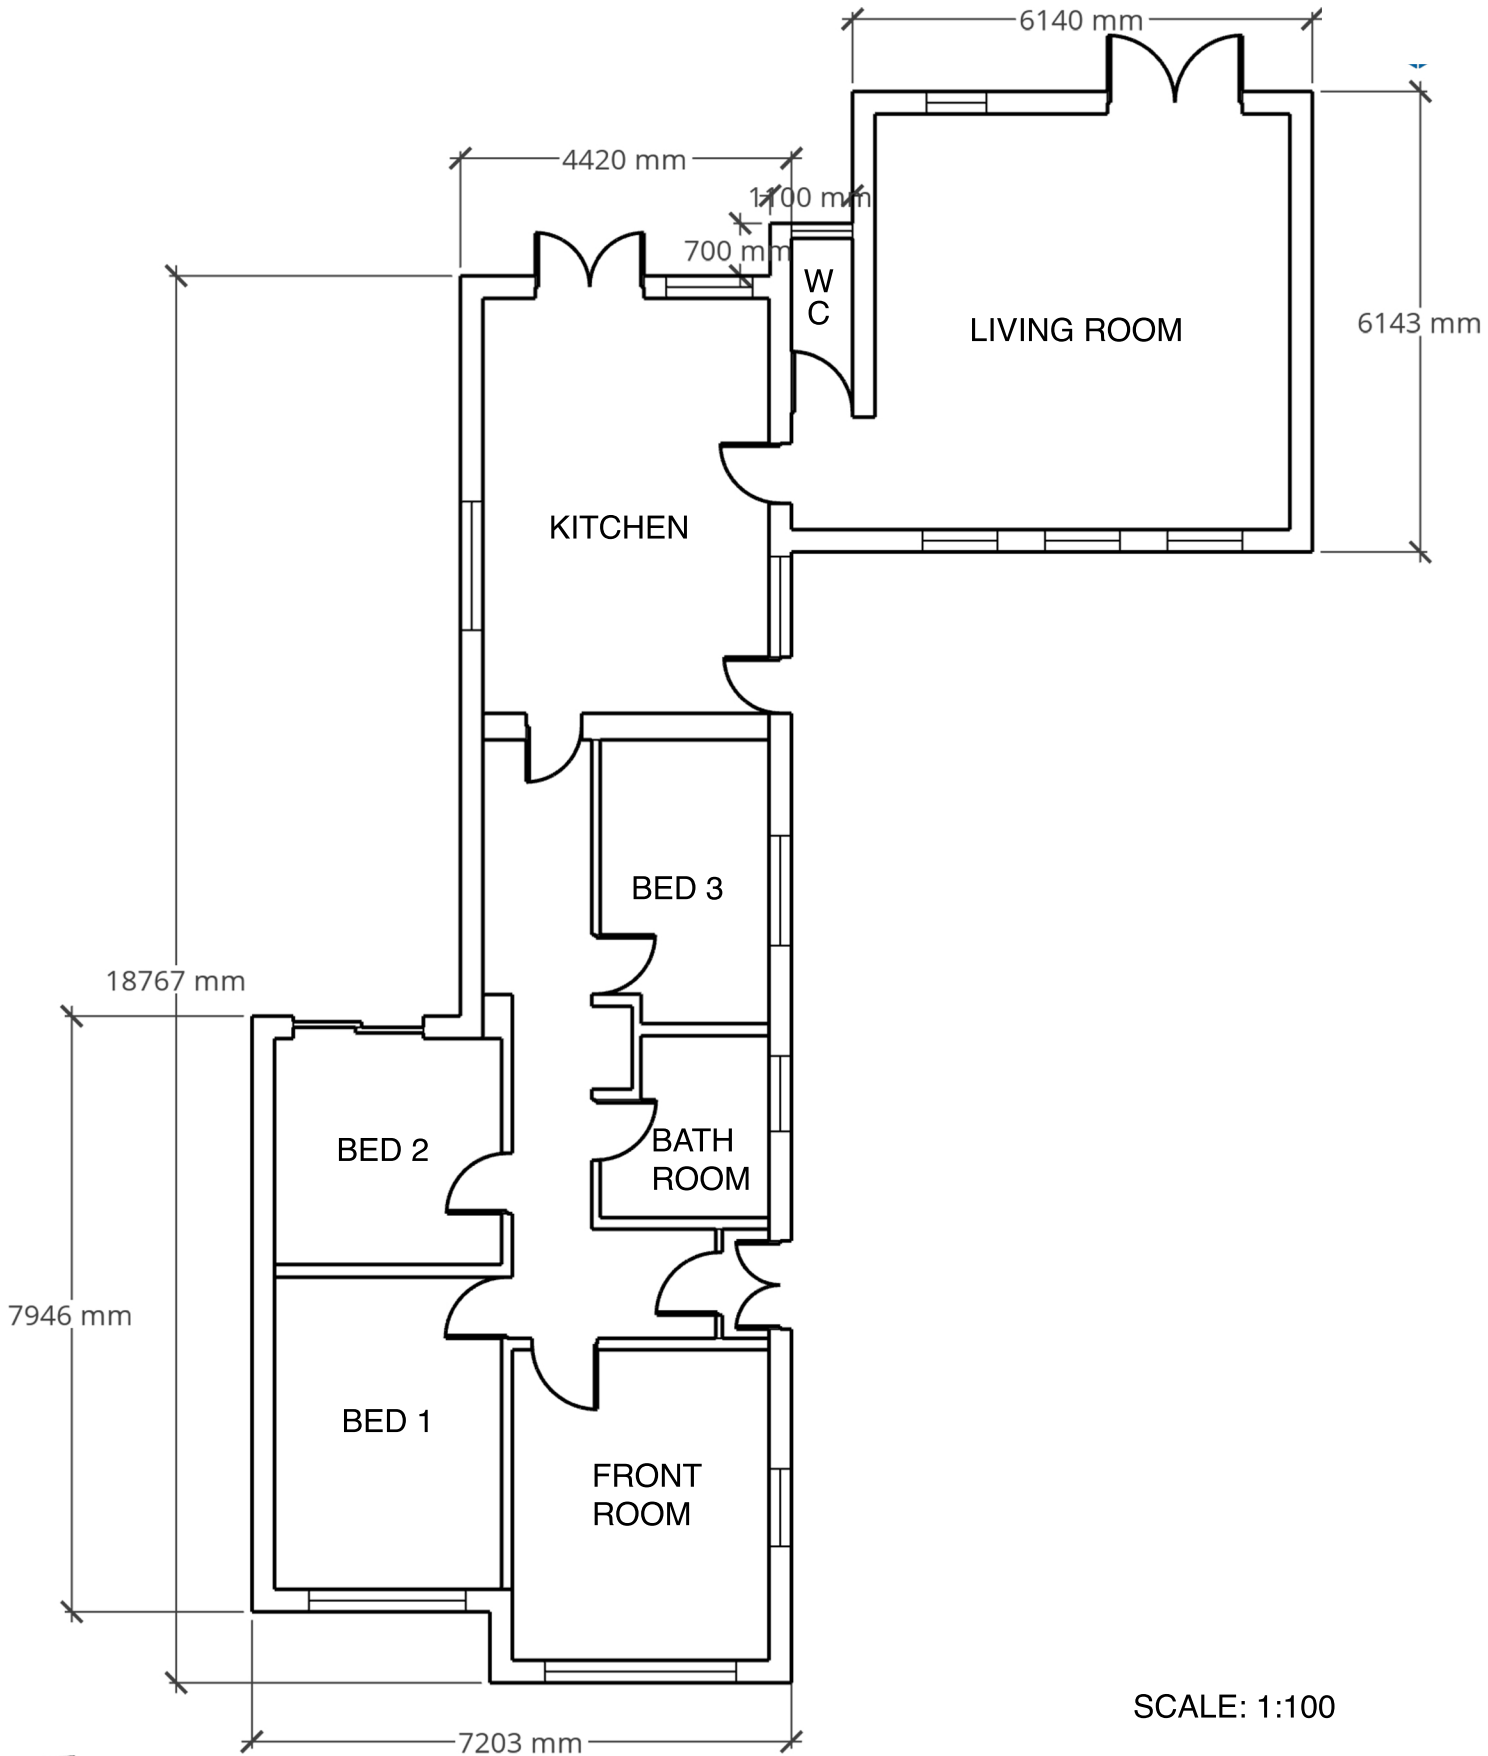 6140 mm
4420 mm
1100 mm
700 mm
W
C
LIVING ROOM
6143 mm
KITCHEN
BED 3
18767 mm
BATH
ROOM
BED 2
7946 mm
BED 1
FRONT
ROOM
SCALE: 1:100
7203 mm